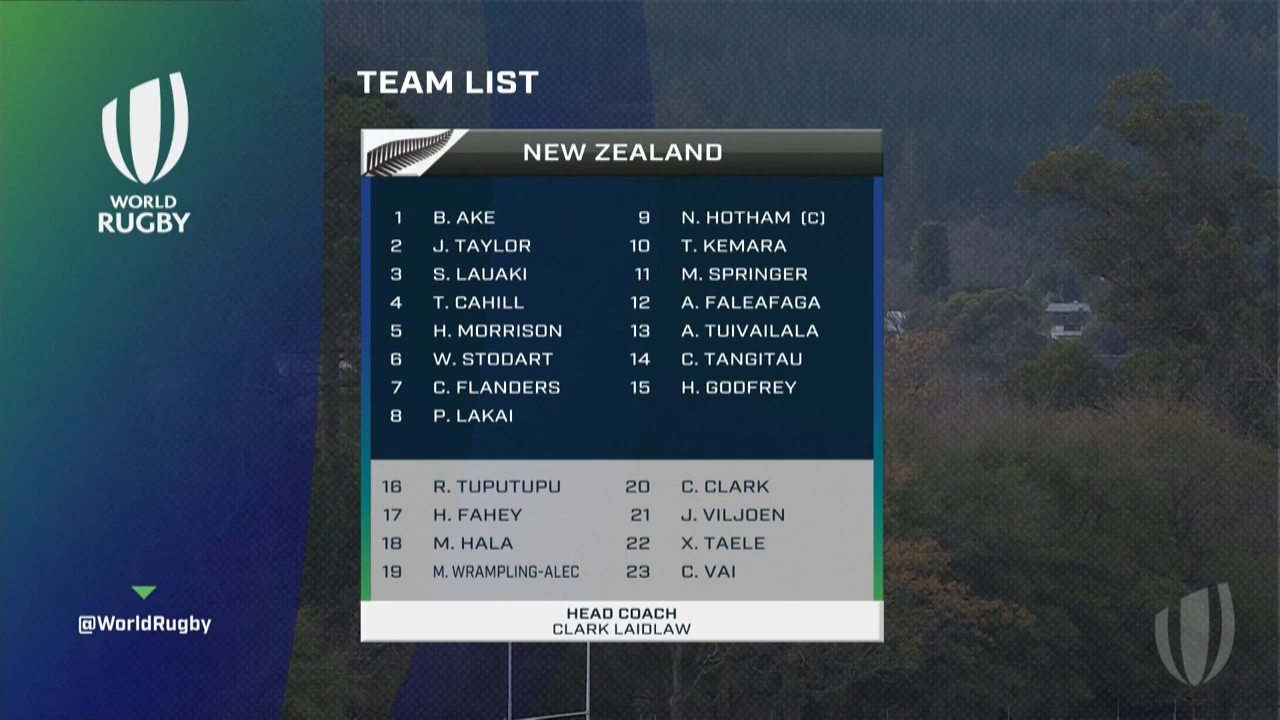 TEAM LIST
WORLD
RUGBY
NEW ZEALAND
1 B. AKE
2 J. TAYLOR
3 S. LAUAKI
4 T. CAHILL
5 H. MORRISON
6 W. STODART
7 C. FLANDERS
8 P. LAKAI
9 N. HOTHAM (C)
10 T. KEMARA
11 M. SPRINGER
12 A. FALEAFAGA
13 A. TUIVAILALA
14 C. TANGITAU
15 H. GODFREY
16 R. TUPUTUPU
17 H. FAHEY
18 M. HALA
19 M. WRAMPLING-ALEC
20 C. CLARK
21 J. VILJOEN
22 X. TAELE
23 C. VAI
HEAD COACH
CLARK LAIDLAW
@WorldRugby